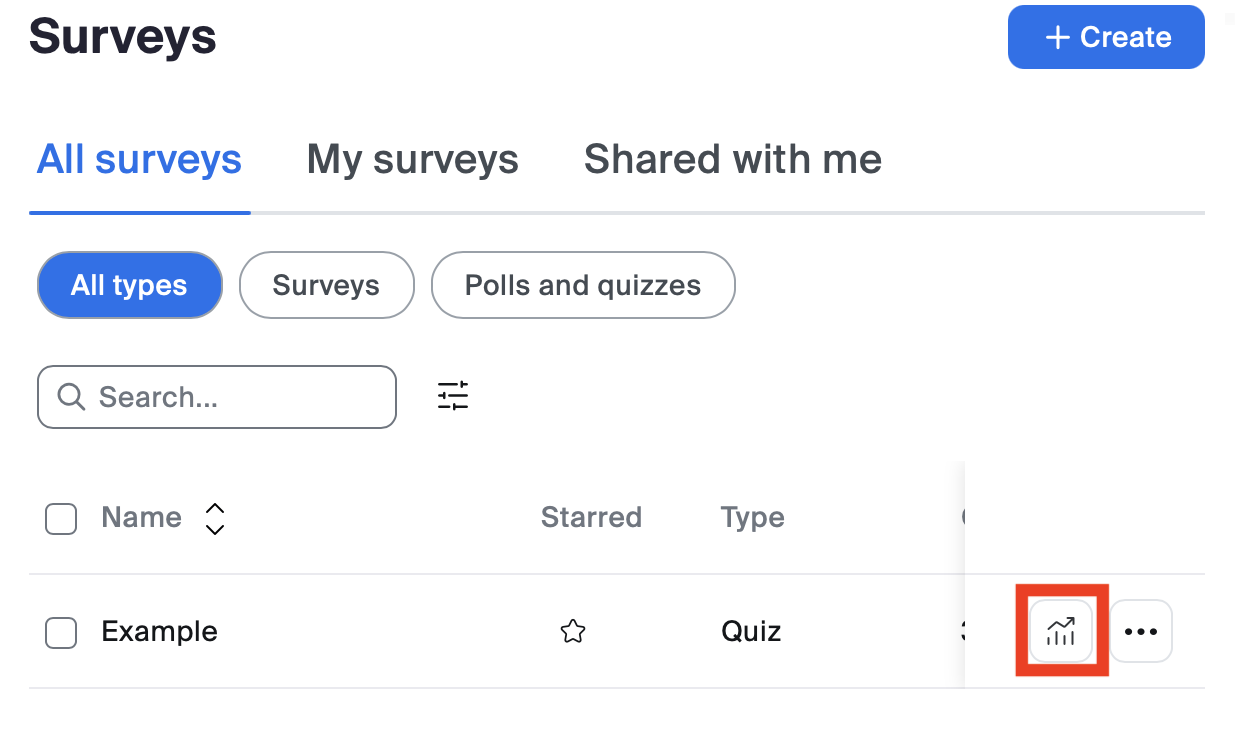 Surveys
+ Create
All surveys My surveys Shared with me
All types Surveys Polls and quizzes
Search...
Name Starred Type
Example Quiz